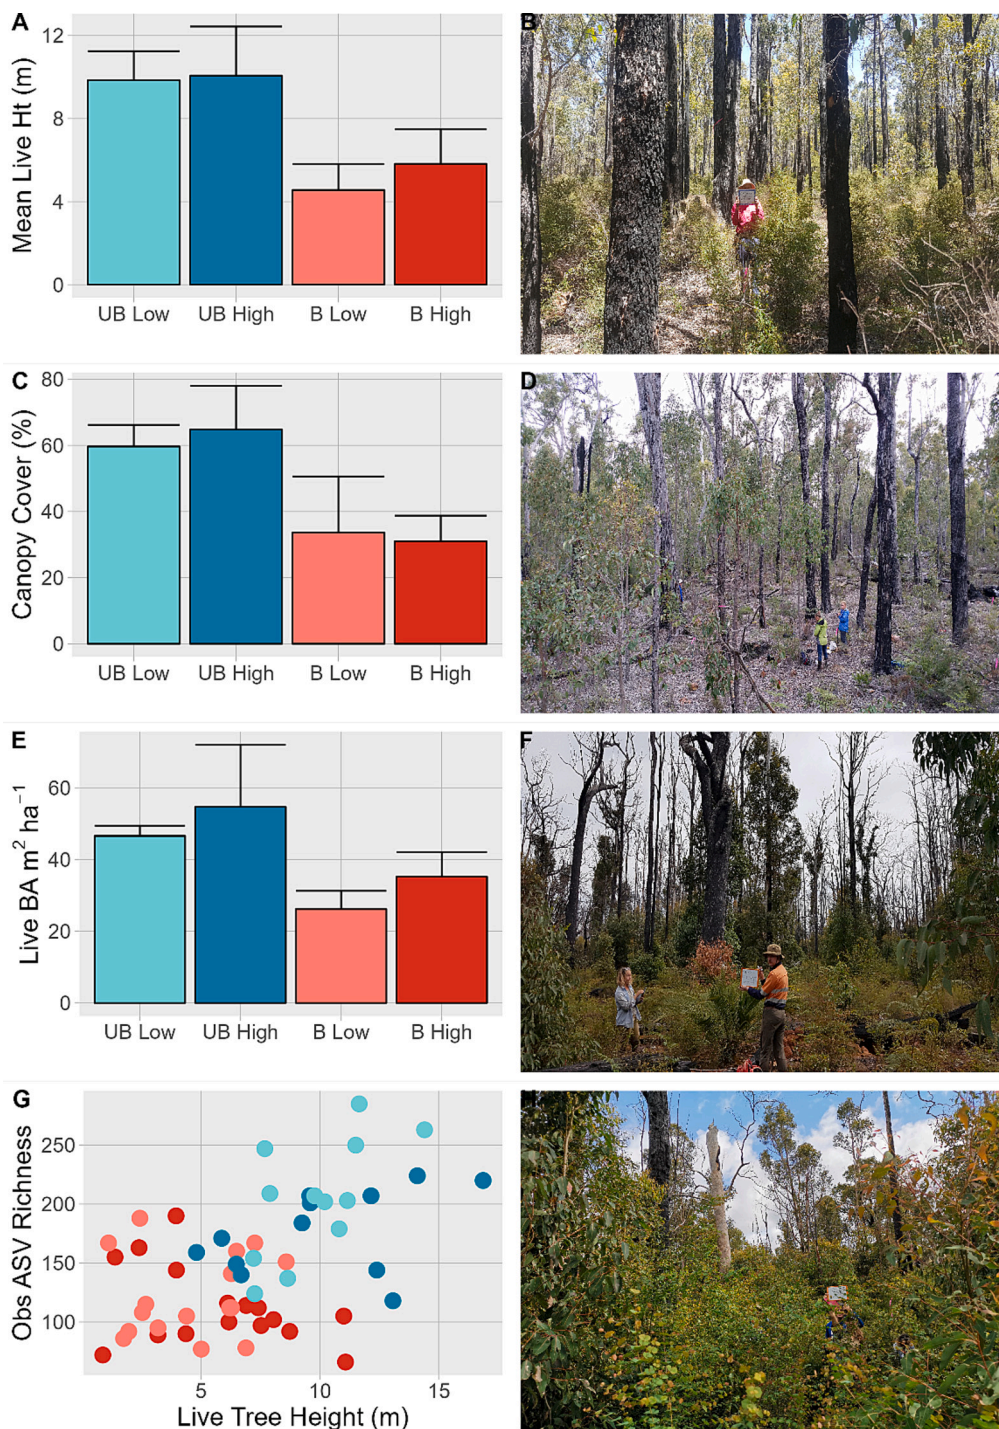 A
B
Mean Live Ht (m)
12
8
4
0
UB Low UB High B Low B High
C
D
Canopy Cover (%)
80
60
40
20
0
UB Low UB High B Low B High
E
F
Live BA m² ha⁻¹
60
40
20
0
UB Low UB High B Low B High
G
H
Obs ASV Richness
250
200
150
100
5 10 15
Live Tree Height (m)